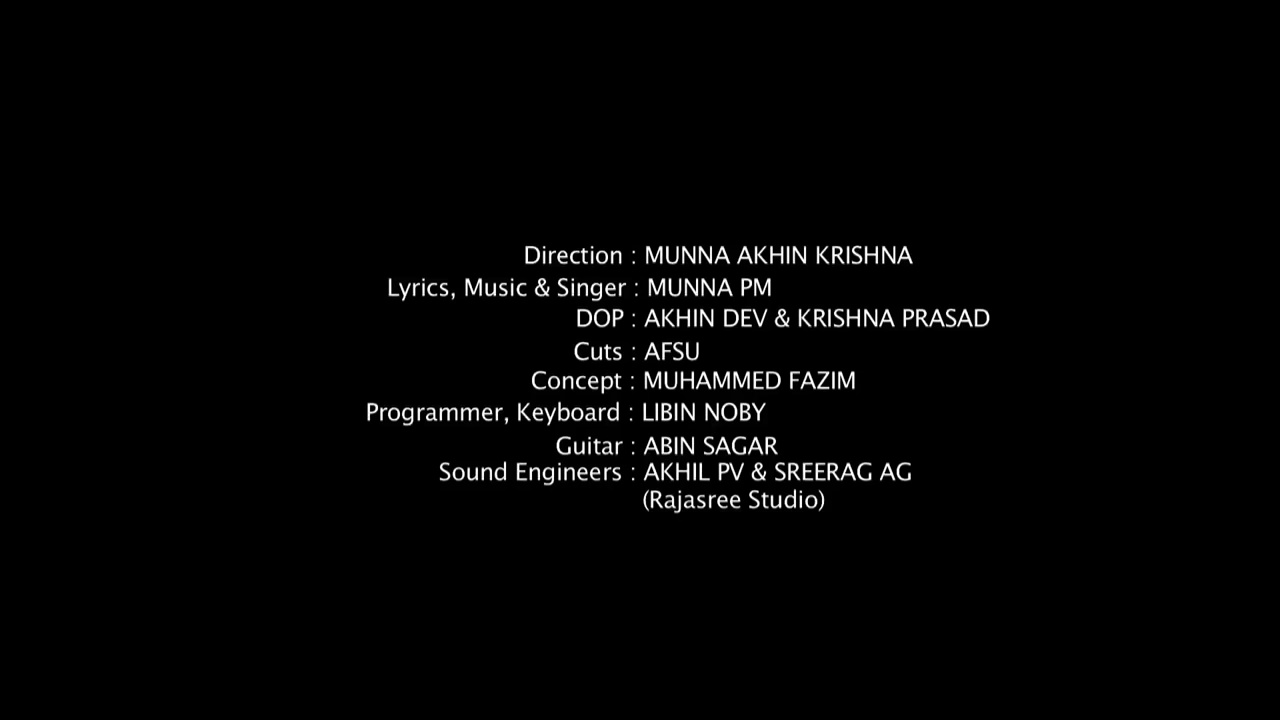 Direction : MUNNA AKHIN KRISHNA
Lyrics, Music & Singer : MUNNA PM
DOP : AKHIN DEV & KRISHNA PRASAD
Cuts : AFSU
Concept : MUHAMMED FAZIM
Programmer, Keyboard : LIBIN NOBY
Guitar : ABIN SAGAR
Sound Engineers : AKHIL PV & SREERAG AG
(Rajasree Studio)